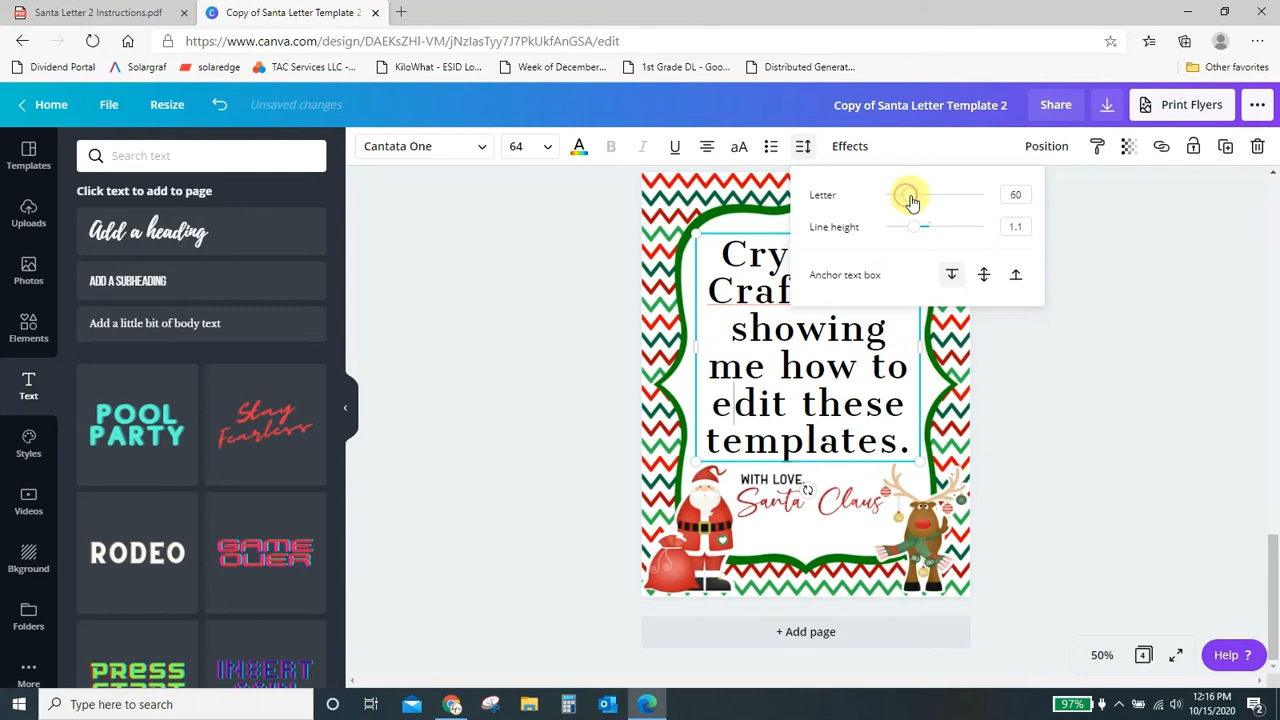 Santa Letter 2 Instructions.pdf
Copy of Santa Letter Template 2
https://www.canva.com/design/DAEKsZHl-VM/jNzIasTyy7J7PkUkfAnGSA/edit
Dividend Portal
Solargraf
solaredge
TAC Services LLC -...
KiloWhat - ESID Lo...
Week of December...
1st Grade DL - Goo...
Distributed Generat...
Other favorites
Home
File
Resize
Unsaved changes
Copy of Santa Letter Template 2
Share
Print Flyers
Cantata One
64
A
B
I
U
aA
Effects
Position
Templates
Uploads
Photos
Elements
Text
Styles
Videos
Bkground
Folders
More
Search text
Click text to add to page
Add a heading
ADD A SUBHEADING
Add a little bit of body text
POOL
PARTY
Stay
Fearless
RODEO
GAME
OVER
PRESS
START
INSERT
Letter
60
Line height
1.1
Anchor text box
Cry
Craf
showing
me how to
edit these
templates.
WITH LOVE,
Santa Claus
+ Add page
50%
4
Help ?
Type here to search
97%
12:16 PM
10/15/2020
2